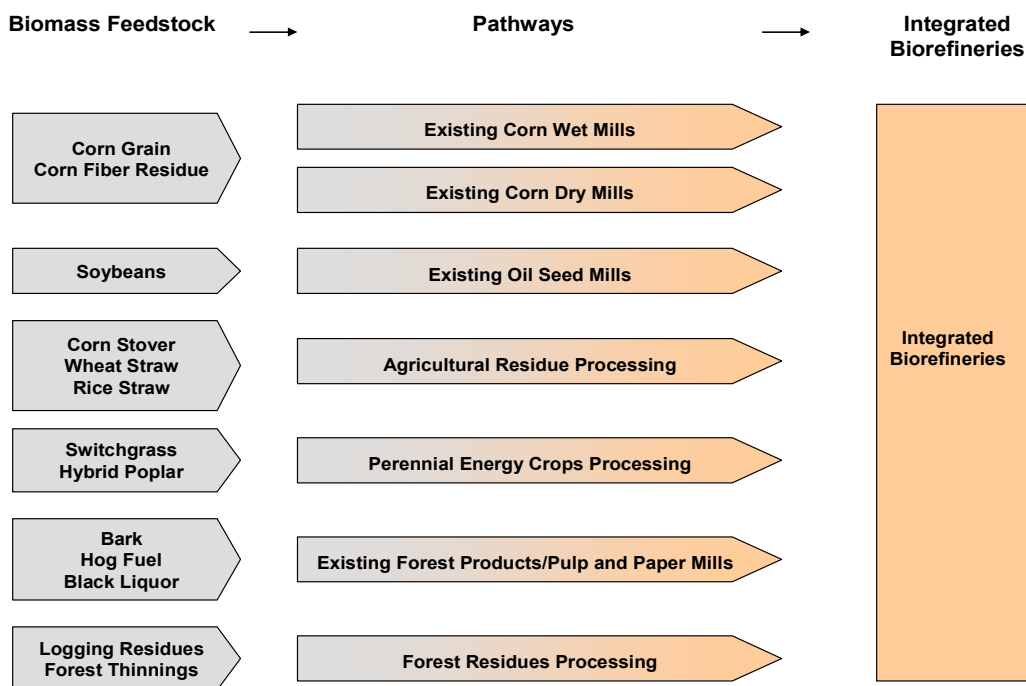 Biomass Feedstock
Pathways
Integrated
Biorefineries
Corn Grain
Corn Fiber Residue
Existing Corn Wet Mills
Existing Corn Dry Mills
Soybeans
Existing Oil Seed Mills
Corn Stover
Wheat Straw
Rice Straw
Agricultural Residue Processing
Integrated
Biorefineries
Switchgrass
Hybrid Poplar
Perennial Energy Crops Processing
Bark
Hog Fuel
Black Liquor
Existing Forest Products/Pulp and Paper Mills
Logging Residues
Forest Thinnings
Forest Residues Processing